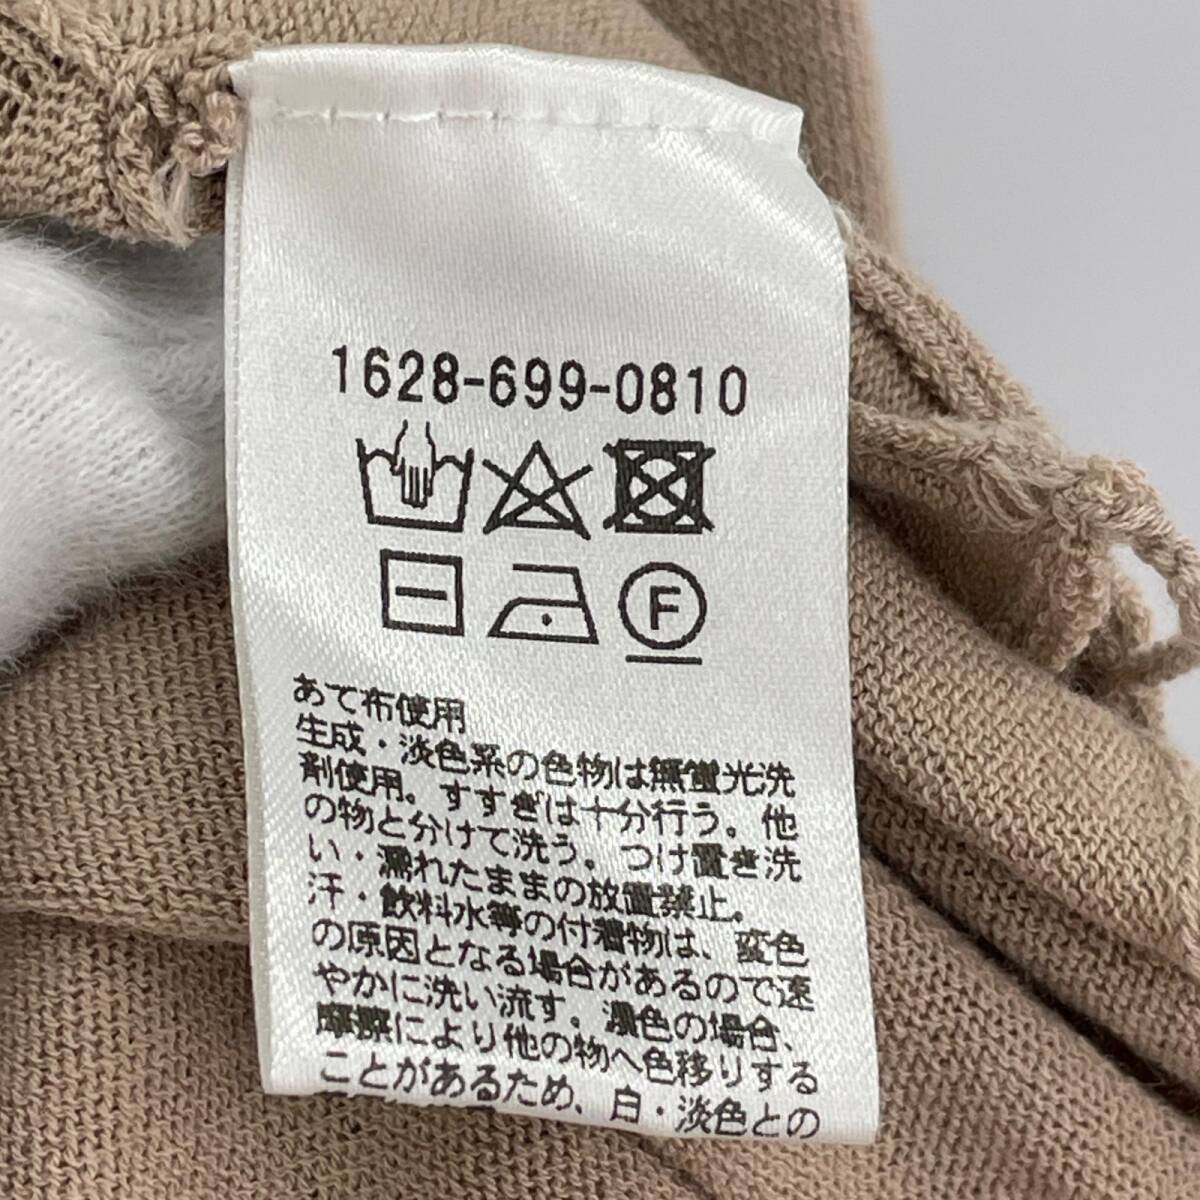 1628-699-0810
F
あて布使用
生成・淡色系の色物は無蛍光洗
剤使用。すすぎは十分行う。他
の物と分けて洗う。つけ置き洗
い・濡れたままの放置禁止。
汗・飲料水等の付着物は、変色
の原因となる場合があるので速
やかに洗い流す。濃色の場合、
摩擦により他の物へ色移りする
ことがあるため、白・淡色との